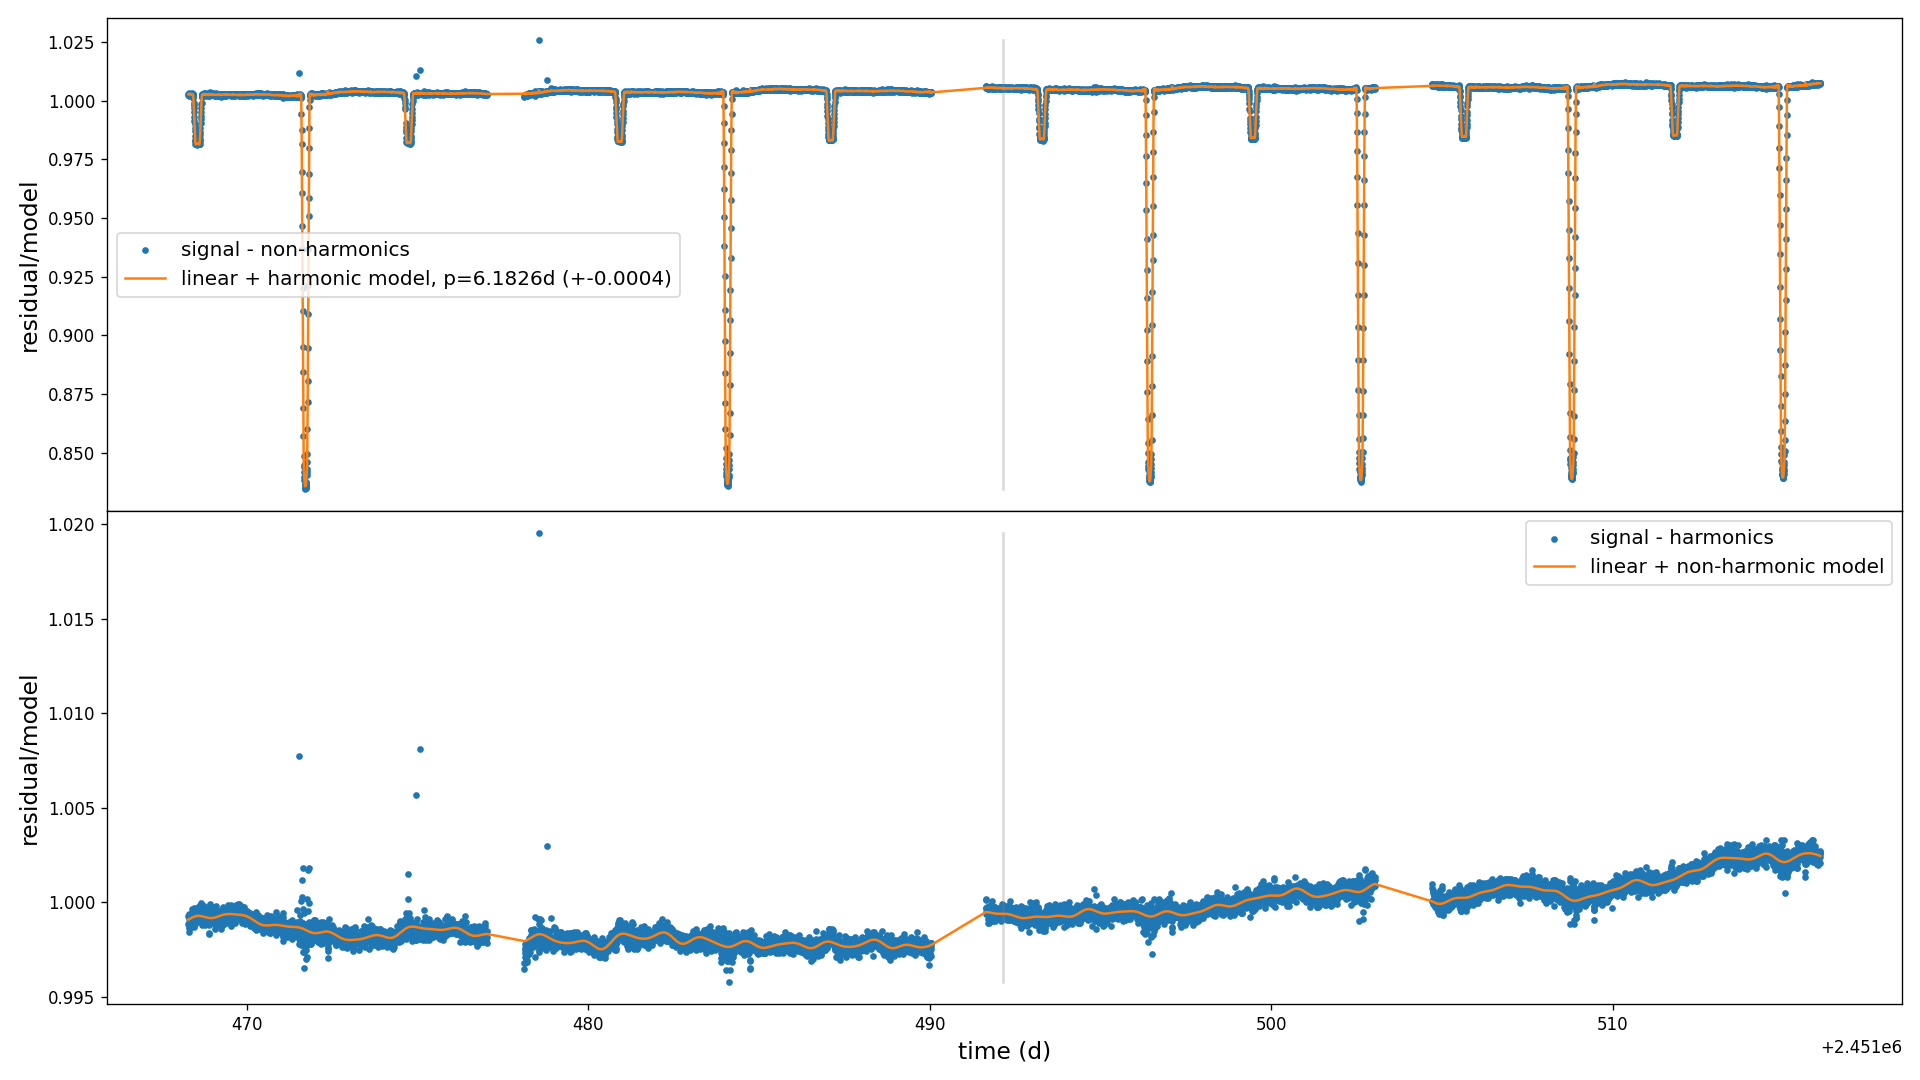 1.025
1.000
0.975
0.950
0.925
0.900
0.875
0.850
residual/model
signal - non-harmonics
linear + harmonic model, p=6.1826d (+-0.0004)
1.020
1.015
1.010
1.005
1.000
0.995
residual/model
signal - harmonics
linear + non-harmonic model
470 480 490 500 510
time (d)
+2.451e6